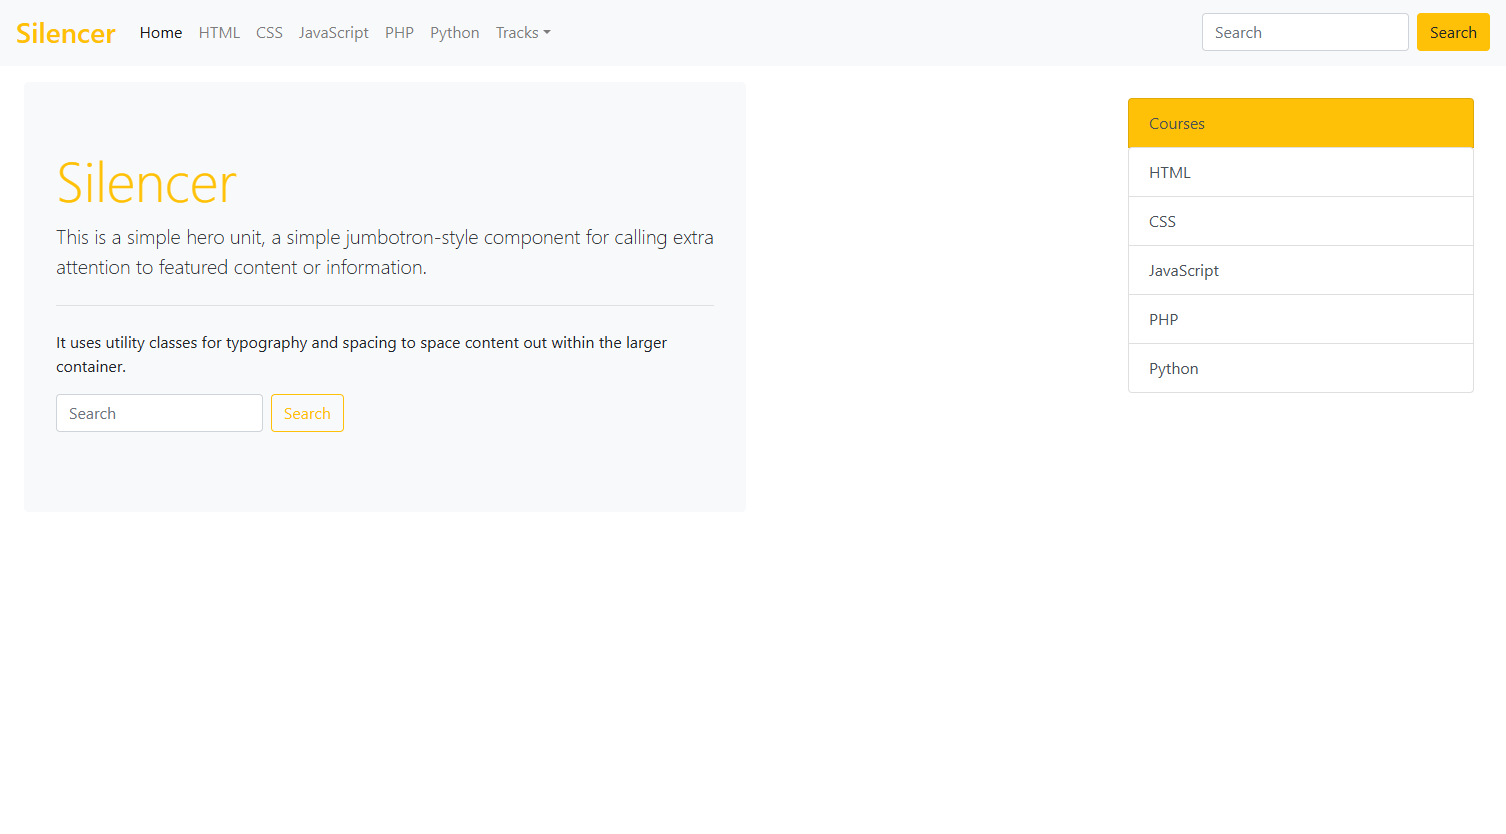 Silencer Home HTML CSS JavaScript PHP Python Tracks Search Search
Silencer
This is a simple hero unit, a simple jumbotron-style component for calling extra
attention to featured content or information.
It uses utility classes for typography and spacing to space content out within the larger
container.
Search Search
Courses
HTML
CSS
JavaScript
PHP
Python